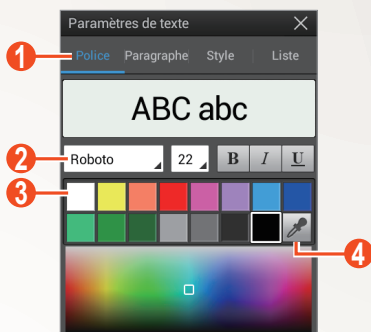 Paramètres de texte
1
Police Paragraphe Style Liste
ABC abc
2
Roboto 22 B I U
3
4